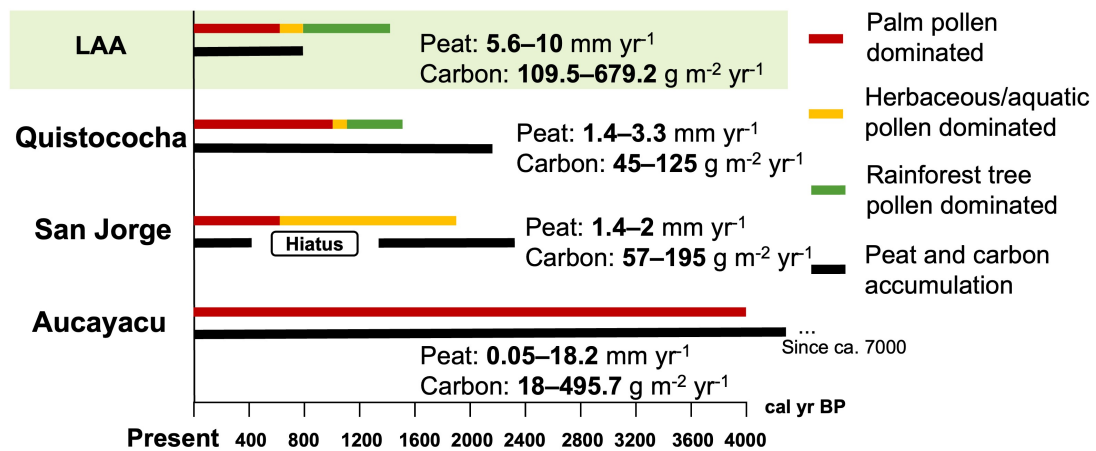 LAA
Peat: 5.6–10 mm yr⁻¹
Carbon: 109.5–679.2 g m⁻² yr⁻¹
Quistococha
Peat: 1.4–3.3 mm yr⁻¹
Carbon: 45–125 g m⁻² yr⁻¹
San Jorge
Hiatus
Peat: 1.4–2 mm yr⁻¹
Carbon: 57–195 g m⁻² yr⁻¹
Aucayacu
...
Since ca. 7000
Peat: 0.05–18.2 mm yr⁻¹
Carbon: 18–495.7 g m⁻² yr⁻¹
cal yr BP
Present 400 800 1200 1600 2000 2400 2800 3200 3600 4000
Palm pollen
dominated
Herbaceous/aquatic
pollen dominated
Rainforest tree
pollen dominated
Peat and carbon
accumulation